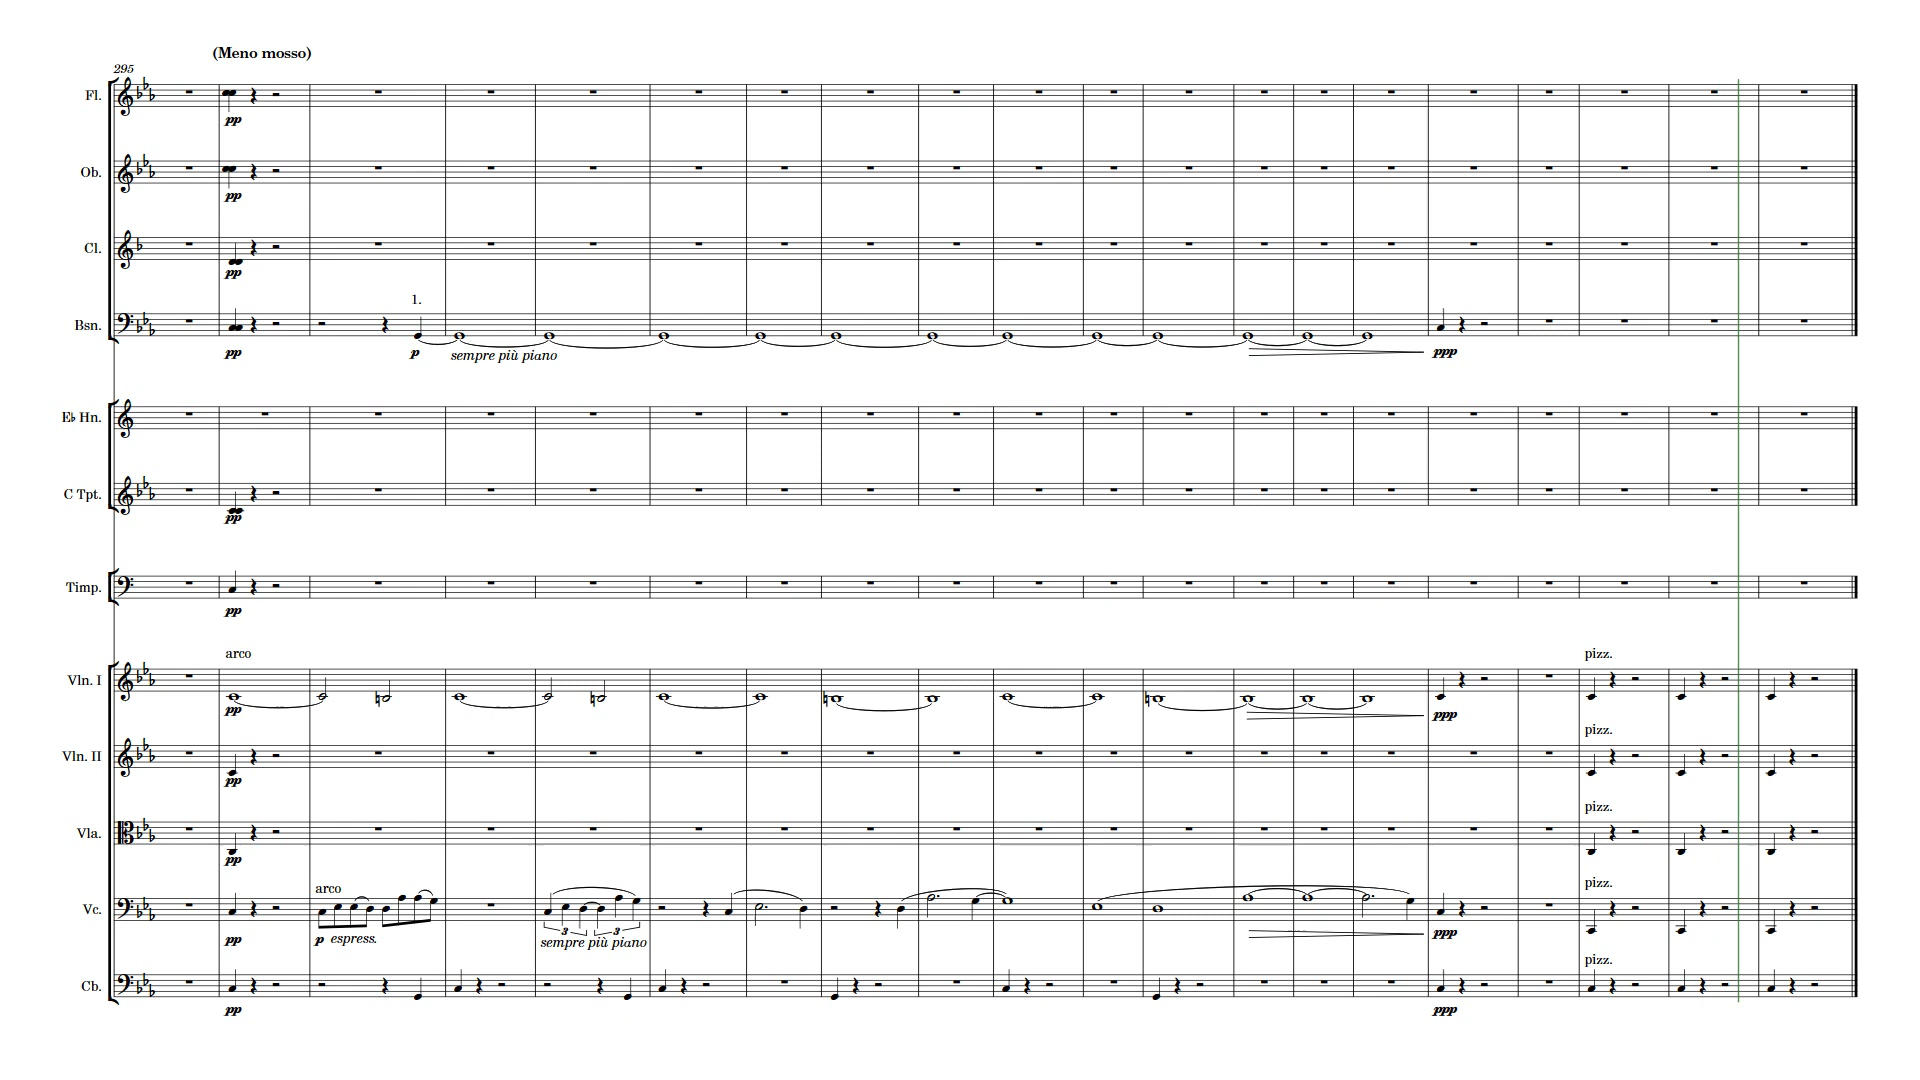 (Meno mosso)
295
Fl.
pp
Ob.
pp
Cl.
pp
1.
Bsn.
pp
p
sempre più piano
ppp
E♭ Hn.
C Tpt.
pp
Timp.
pp
arco
pizz.
Vln. I
pp
ppp
pizz.
Vln. II
pp
pizz.
Vla.
pp
arco
pizz.
Vc.
3
3
pp
p espress.
sempre più piano
ppp
pizz.
Cb.
pp
ppp